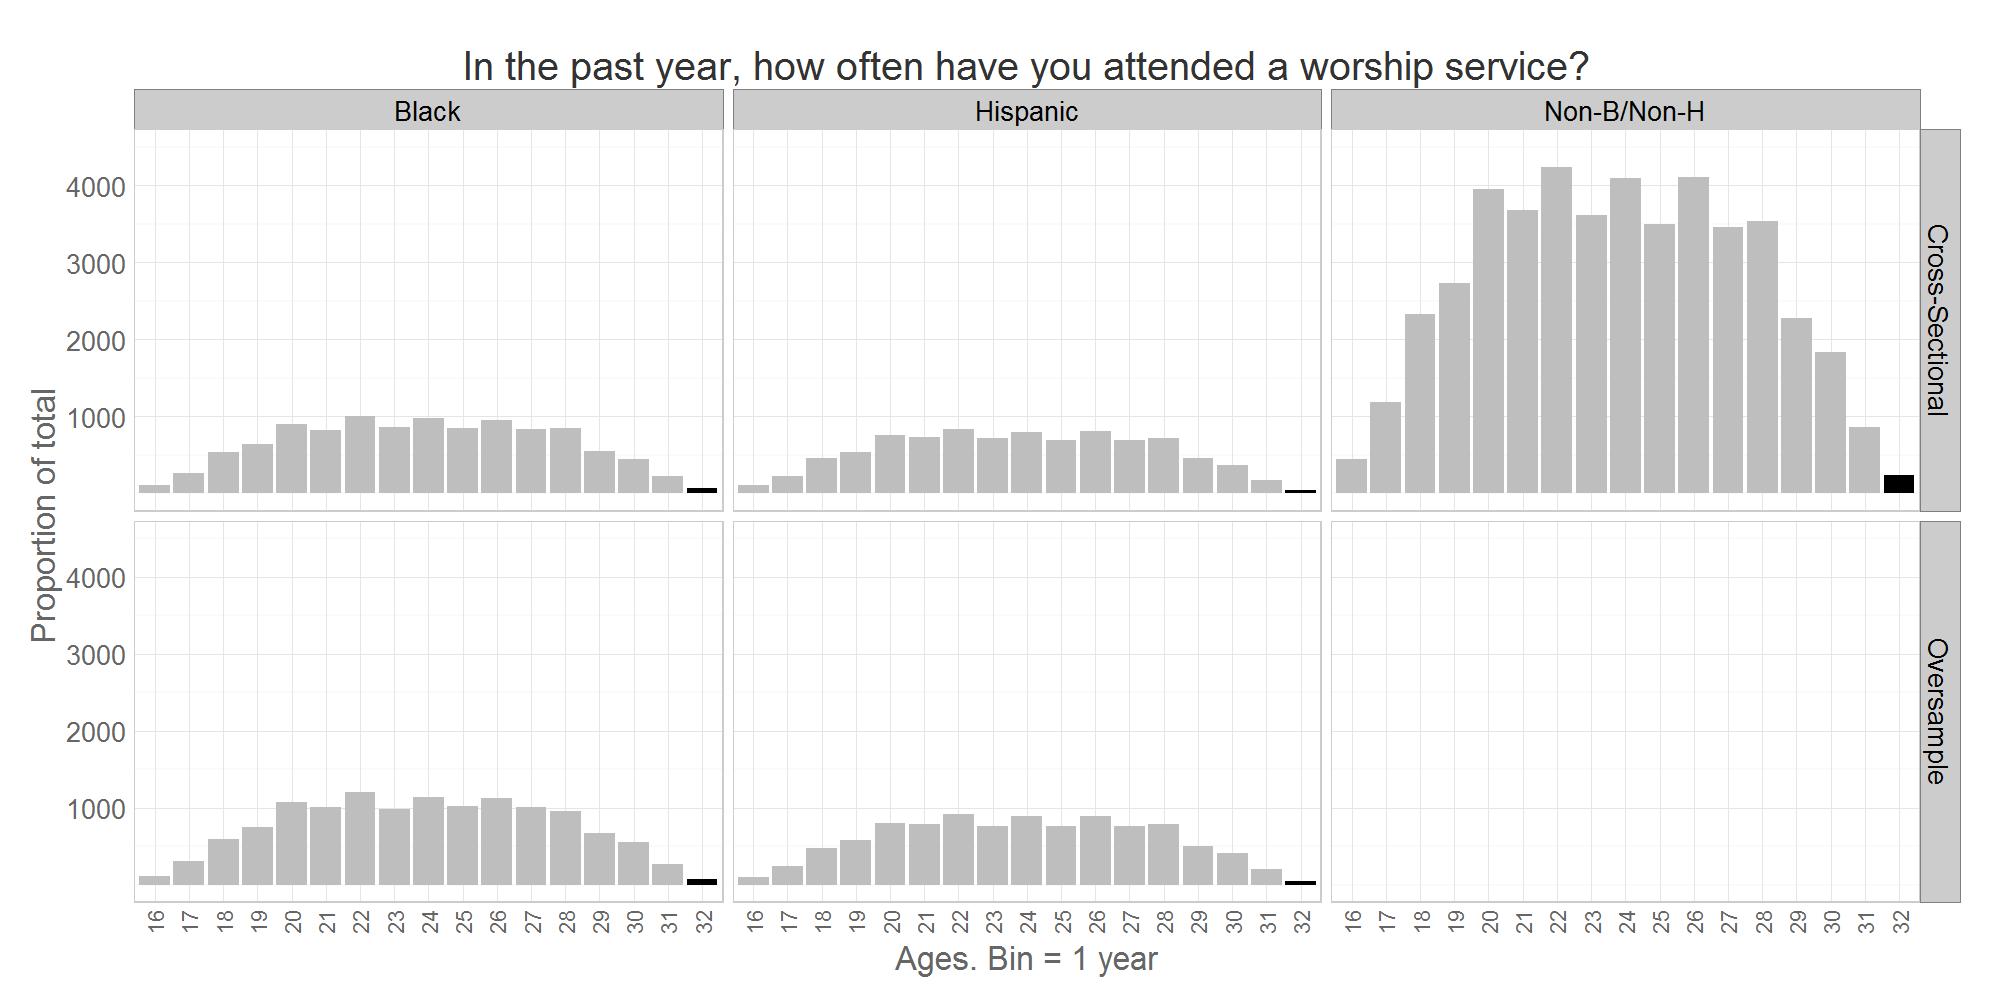 In the past year, how often have you attended a worship service?
Black
Hispanic
Non-B/Non-H
4000
3000
2000
1000
Cross-Sectional
Proportion of total
4000
3000
2000
1000
Oversample
16 17 18 19 20 21 22 23 24 25 26 27 28 29 30 31 32
16 17 18 19 20 21 22 23 24 25 26 27 28 29 30 31 32
16 17 18 19 20 21 22 23 24 25 26 27 28 29 30 31 32
Ages. Bin = 1 year